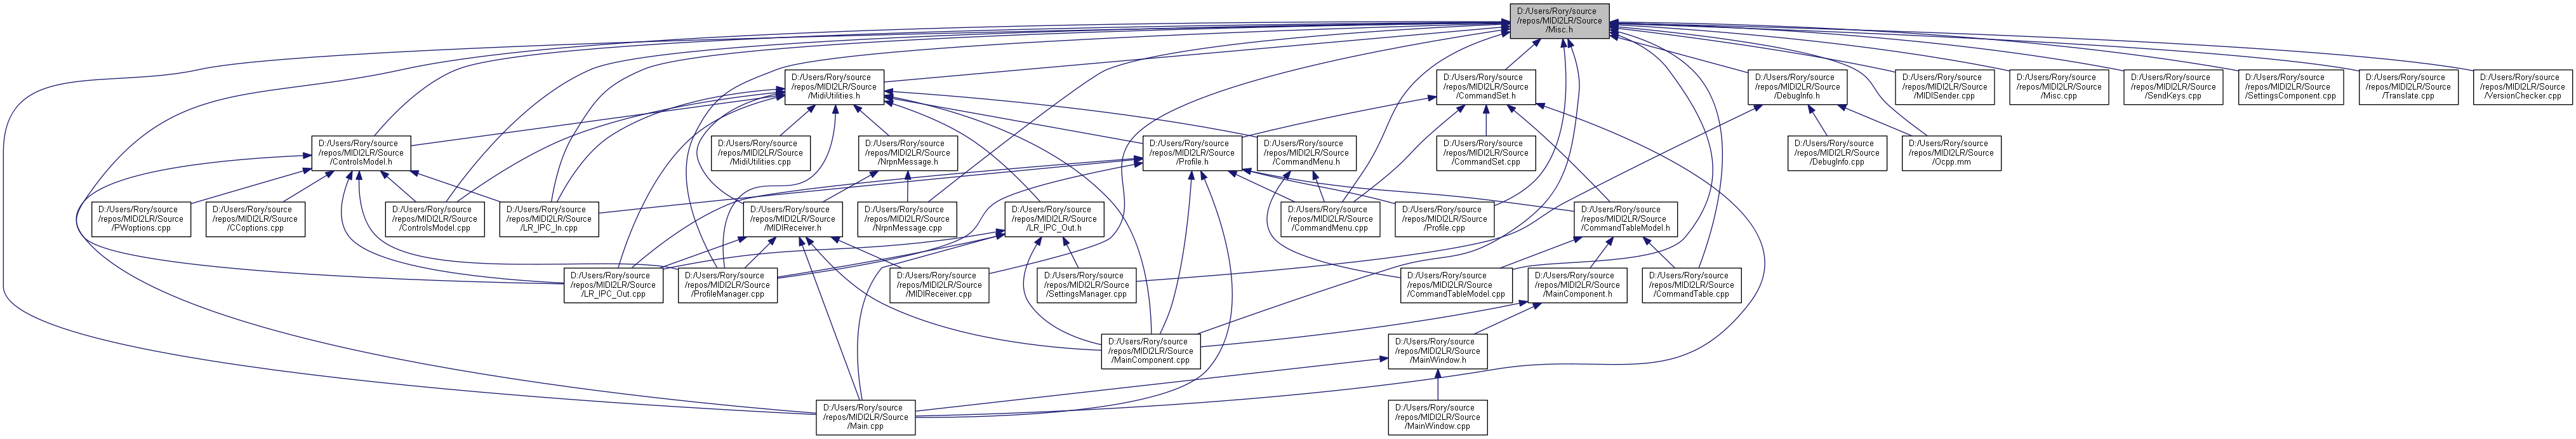 D:/Users/Rory/source
/repos/MIDI2LR/Source
/Misc.h
D:/Users/Rory/source
/repos/MIDI2LR/Source
/MidiUtilities.h
D:/Users/Rory/source
/repos/MIDI2LR/Source
/CommandSet.h
D:/Users/Rory/source
/repos/MIDI2LR/Source
/DebugInfo.h
D:/Users/Rory/source
/repos/MIDI2LR/Source
/MIDISender.cpp
D:/Users/Rory/source
/repos/MIDI2LR/Source
/Misc.cpp
D:/Users/Rory/source
/repos/MIDI2LR/Source
/SendKeys.cpp
D:/Users/Rory/source
/repos/MIDI2LR/Source
/SettingsComponent.cpp
D:/Users/Rory/source
/repos/MIDI2LR/Source
/Translate.cpp
D:/Users/Rory/source
/repos/MIDI2LR/Source
/VersionChecker.cpp
D:/Users/Rory/source
/repos/MIDI2LR/Source
/ControlsModel.h
D:/Users/Rory/source
/repos/MIDI2LR/Source
/MidiUtilities.cpp
D:/Users/Rory/source
/repos/MIDI2LR/Source
/NrpnMessage.h
D:/Users/Rory/source
/repos/MIDI2LR/Source
/Profile.h
D:/Users/Rory/source
/repos/MIDI2LR/Source
/CommandMenu.h
D:/Users/Rory/source
/repos/MIDI2LR/Source
/CommandSet.cpp
D:/Users/Rory/source
/repos/MIDI2LR/Source
/DebugInfo.cpp
D:/Users/Rory/source
/repos/MIDI2LR/Source
/Ocpp.mm
D:/Users/Rory/source
/repos/MIDI2LR/Source
/PWoptions.cpp
D:/Users/Rory/source
/repos/MIDI2LR/Source
/CCoptions.cpp
D:/Users/Rory/source
/repos/MIDI2LR/Source
/ControlsModel.cpp
D:/Users/Rory/source
/repos/MIDI2LR/Source
/LR_IPC_In.cpp
D:/Users/Rory/source
/repos/MIDI2LR/Source
/MIDIReceiver.h
D:/Users/Rory/source
/repos/MIDI2LR/Source
/NrpnMessage.cpp
D:/Users/Rory/source
/repos/MIDI2LR/Source
/LR_IPC_Out.h
D:/Users/Rory/source
/repos/MIDI2LR/Source
/CommandMenu.cpp
D:/Users/Rory/source
/repos/MIDI2LR/Source
/Profile.cpp
D:/Users/Rory/source
/repos/MIDI2LR/Source
/CommandTableModel.h
D:/Users/Rory/source
/repos/MIDI2LR/Source
/LR_IPC_Out.cpp
D:/Users/Rory/source
/repos/MIDI2LR/Source
/ProfileManager.cpp
D:/Users/Rory/source
/repos/MIDI2LR/Source
/MIDIReceiver.cpp
D:/Users/Rory/source
/repos/MIDI2LR/Source
/SettingsManager.cpp
D:/Users/Rory/source
/repos/MIDI2LR/Source
/CommandTableModel.cpp
D:/Users/Rory/source
/repos/MIDI2LR/Source
/MainComponent.h
D:/Users/Rory/source
/repos/MIDI2LR/Source
/CommandTable.cpp
D:/Users/Rory/source
/repos/MIDI2LR/Source
/MainComponent.cpp
D:/Users/Rory/source
/repos/MIDI2LR/Source
/MainWindow.h
D:/Users/Rory/source
/repos/MIDI2LR/Source
/Main.cpp
D:/Users/Rory/source
/repos/MIDI2LR/Source
/MainWindow.cpp